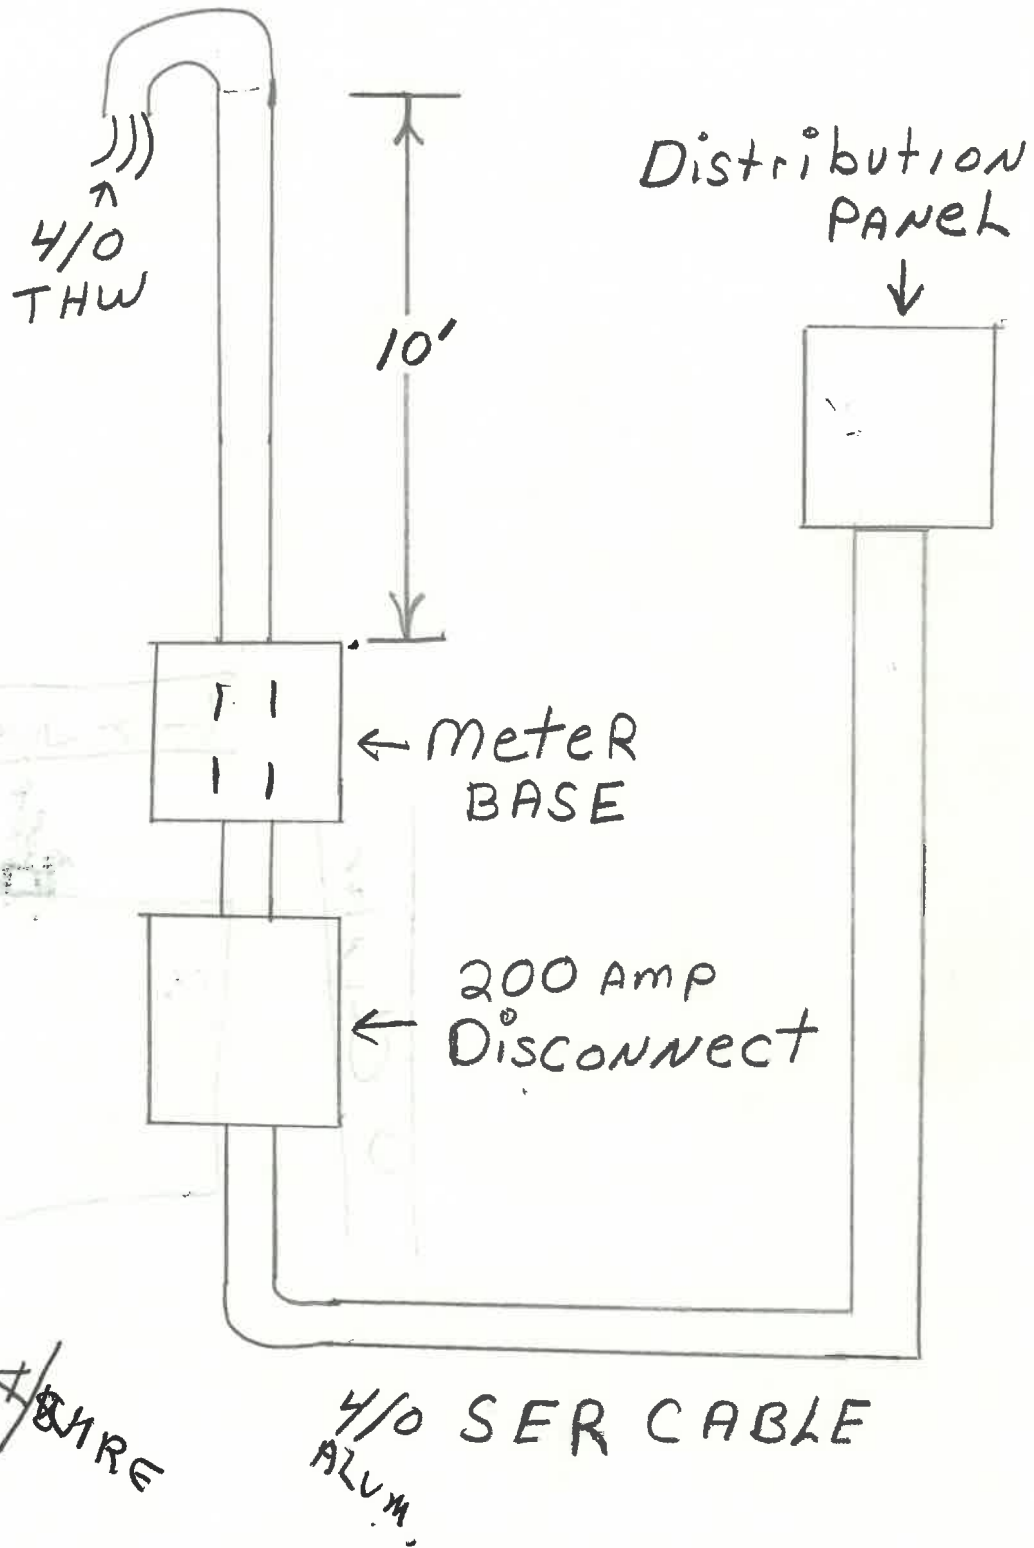 Distribution
PANEL
4/0
THW
10'
Meter
BASE
200 Amp
Disconnect
4/0 SER CABLE
ALUM.